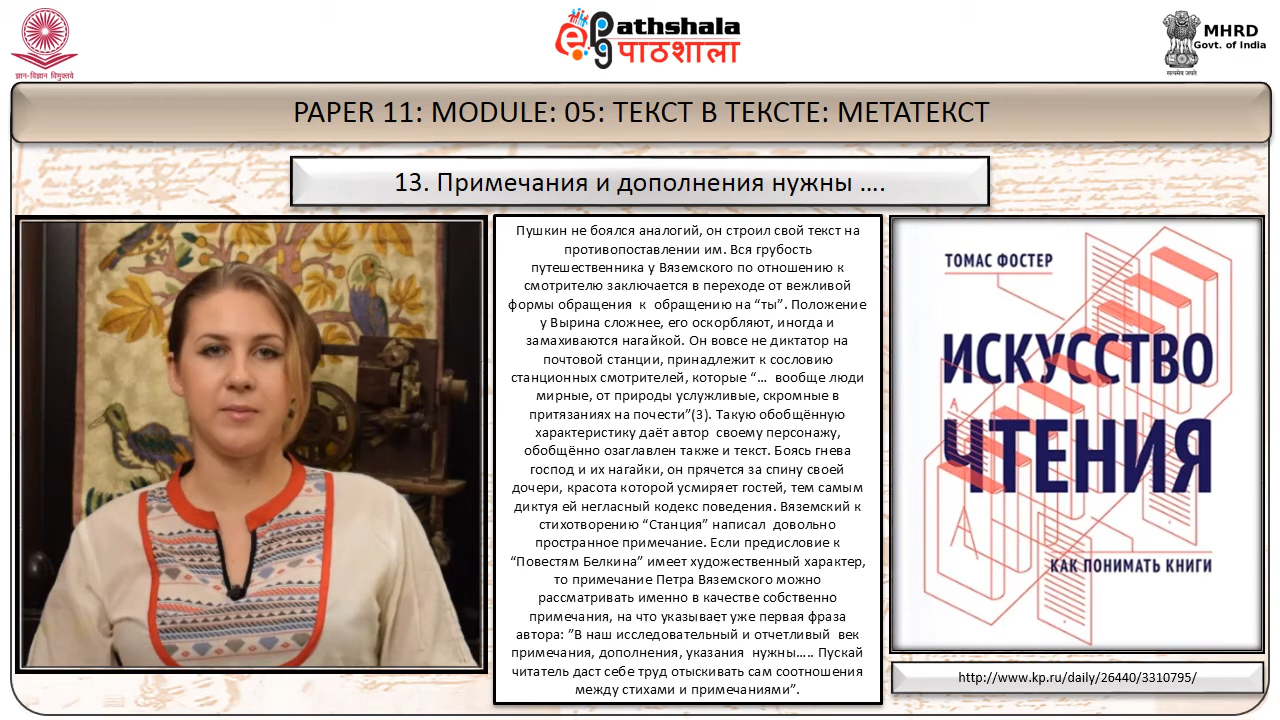 ज्ञान-विज्ञान विमुक्तये
ePg
athshala
पाठशाला
सत्यमेव जयते
MHRD
Govt. of India
PAPER 11: MODULE: 05: ТЕКСТ В ТЕКСТЕ: МЕТАТЕКСТ
13. Примечания и дополнения нужны ....
Пушкин не боялся аналогий, он строил свой текст на
противопоставлении им. Вся грубость
путешественника у Вяземского по отношению к
смотрителю заключается в переходе от вежливой
формы обращения к обращению на “ты”. Положение
у Вырина сложнее, его оскорбляют, иногда и
замахиваются нагайкой. Он вовсе не диктатор на
почтовой станции, принадлежит к сословию
станционных смотрителей, которые “… вообще люди
мирные, от природы услужливые, скромные в
притязаниях на почести”(3). Такую обобщённую
характеристику даёт автор своему персонажу,
обобщённо озаглавлен также и текст. Боясь гнева
господ и их нагайки, он прячется за спину своей
дочери, красота которой усмиряет гостей, тем самым
диктуя ей негласный кодекс поведения. Вяземский к
стихотворению “Станция” написал довольно
пространное примечание. Если предисловие к
“Повестям Белкина” имеет художественный характер,
то примечание Петра Вяземского можно
рассматривать именно в качестве собственно
примечания, на что указывает уже первая фраза
автора: ”В наш исследовательный и отчетливый век
примечания, дополнения, указания нужны….. Пускай
читатель даст себе труд отыскивать сам соотношения
между стихами и примечаниями”.
ТОМАС ФОСТЕР
ИСКУССТВО
ЧТЕНИЯ
КАК ПОНИМАТЬ КНИГИ
http://www.kp.ru/daily/26440/3310795/